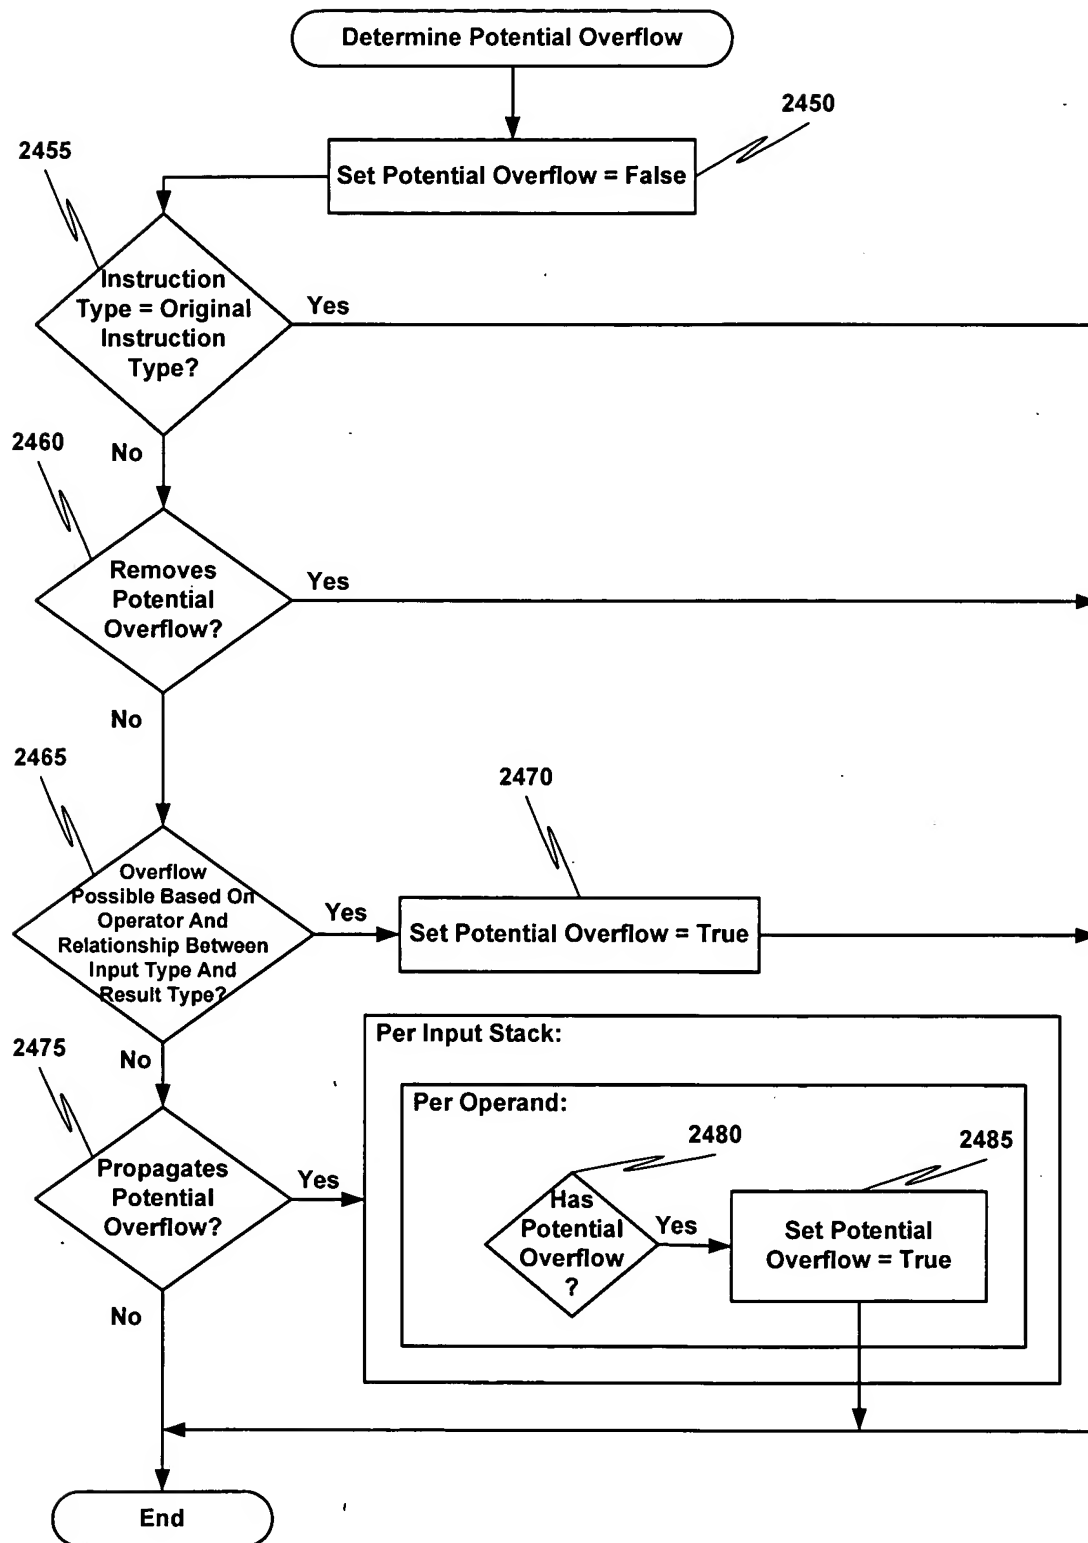 Determine Potential Overflow
2450
2455
Set Potential Overflow = False
Instruction
Type = Original
Instruction
Type?
Yes
No
2460
Removes
Potential
Overflow?
Yes
No
2465
2470
Overflow
Possible Based On
Operator And
Relationship Between
Input Type And
Result Type?
Yes
Set Potential Overflow = True
No
2475
Per Input Stack:
Per Operand:
2480
2485
Propagates
Potential
Overflow?
Yes
Has
Potential
Overflow
?
Yes
Set Potential
Overflow = True
No
End